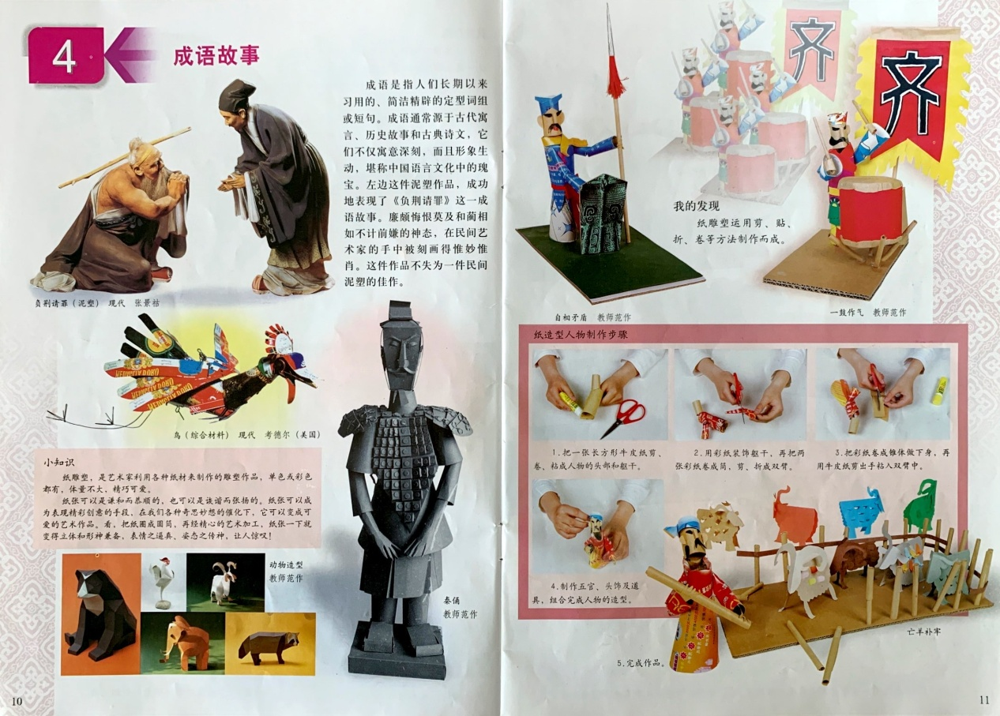 4
成语故事
成语是指人们长期以来
习用的、简洁精辟的定型词组
或短句。成语通常源于古代寓
言、历史故事和古典诗文，它
们不仅寓意深刻，而且形象生
动，堪称中国语言文化中的瑰
宝。左边这件泥塑作品，成功
地表现了《负荆请罪》这一成
语故事。廉颇悔恨莫及和蔺相
如不计前嫌的神态，在民间艺
术家的手中被刻画得惟妙惟
肖。这件作品不失为一件民间
泥塑的佳作。
负荆请罪（泥塑） 现代 张景祜
鸟（综合材料） 现代 考德尔（美国）
小知识
纸雕塑，是艺术家利用各种纸材来制作的雕塑作品，单色或彩色
都有，体量不大，精巧可爱。
纸张可以是谦和而恭顺的，也可以是诙谐而张扬的。纸张可以成
为表现精彩创意的手段，在我们各种奇思妙想的催化下，它可以变成可
爱的艺术作品。看，把纸圈成圆筒，再经精心的艺术加工，纸张一下就
变得立体和形神兼备，表情之逼真、姿态之传神，让人惊叹！
动物造型
教师范作
秦俑
教师范作
10
齐
齐
我的发现
纸雕塑运用剪、贴、
折、卷等方法制作而成。
自相矛盾 教师范作
一鼓作气 教师范作
纸造型人物制作步骤
1.把一张长方形牛皮纸剪、
卷、粘成人物的头部和躯干。
2.用彩纸装饰躯干，再把两
张彩纸卷成筒，剪、折成双臂。
3.把彩纸卷成锥体做下身，再
用牛皮纸剪出手粘入双臂中。
4.制作五官、头饰及道
具，组合完成人物的造型。
5.完成作品。
亡羊补牢
11